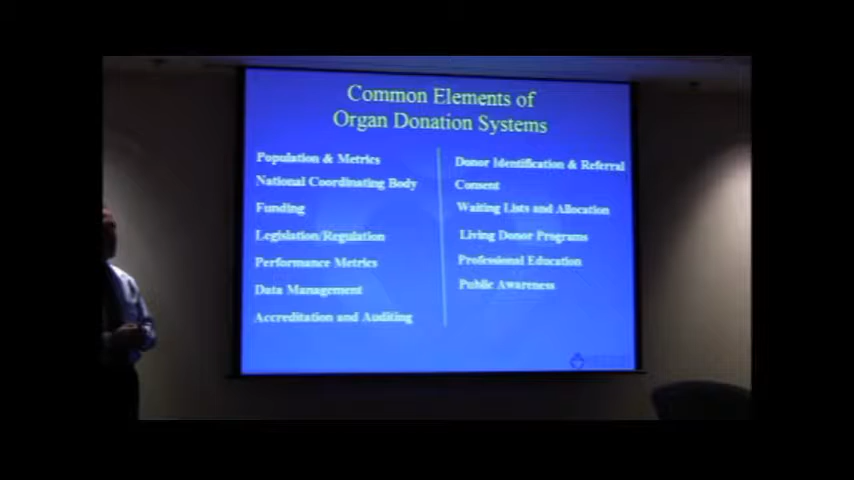 Common Elements of
Organ Donation Systems
Population & Metrics
National Coordinating Body
Funding
Legislation/Regulation
Performance Metrics
Data Management
Accreditation and Auditing
Donor Identification & Referral
Consent
Waiting Lists and Allocation
Living Donor Programs
Professional Education
Public Awareness